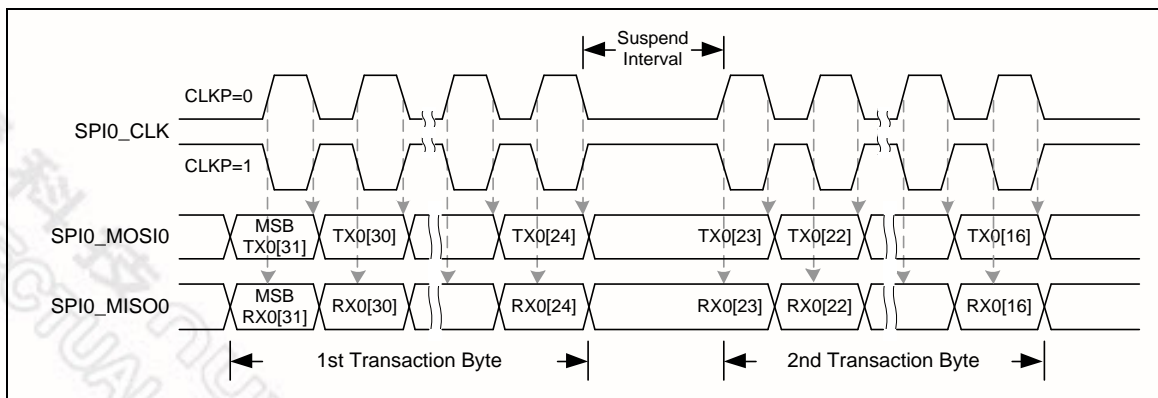 Suspend
Interval
CLKP=0
SPI0_CLK
CLKP=1
SPI0_MOSI0
MSB
TX0[31]
TX0[30]
TX0[24]
TX0[23]
TX0[22]
TX0[16]
SPI0_MISO0
MSB
RX0[31]
RX0[30]
RX0[24]
RX0[23]
RX0[22]
RX0[16]
1st Transaction Byte
2nd Transaction Byte
科技